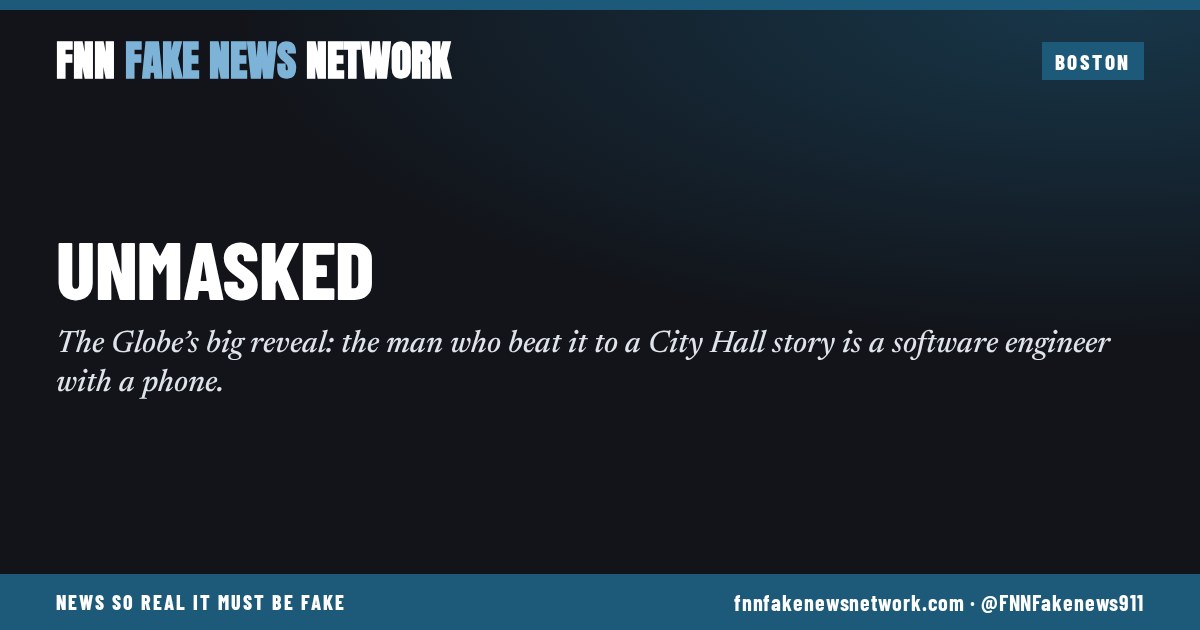 FNN FAKE NEWS NETWORK
BOSTON
UNMASKED
The Globe’s big reveal: the man who beat it to a City Hall story is a software engineer
with a phone.
NEWS SO REAL IT MUST BE FAKE
fnnfakenewsnetwork.com · @FNNFakenews911